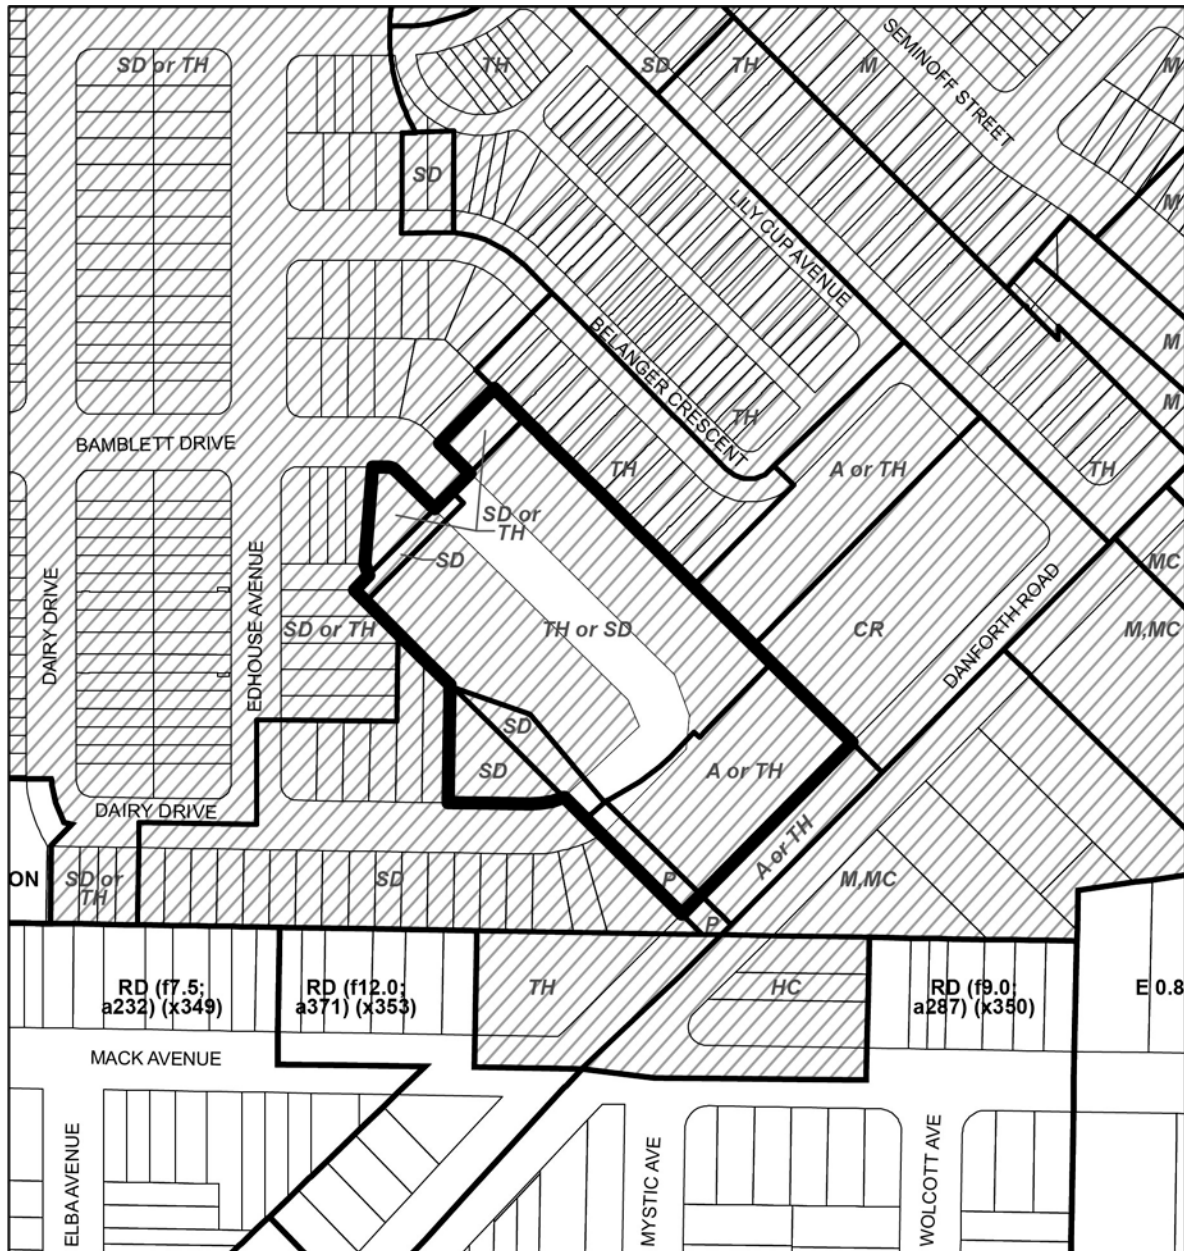 SD or TH
TH
SD
TH
M
SEMINOFF STREET
M
SD
M
LILY CUP AVENUE
BELANGER CRESCENT
M
M
TH
BAMBLETT DRIVE
TH
A or TH
TH
SD or
TH
SD
MC
DAIRY DRIVE
EDHOUSE AVENUE
SD or TH
TH or SD
CR
DANFORTH ROAD
M,MC
SD
SD
A or TH
DAIRY DRIVE
A or TH
ON
SD or
TH
SD
P
M,MC
P
RD (f7.5;
a232) (x349)
RD (f12.0;
a371) (x353)
TH
HC
RD (f9.0;
a287) (x350)
E 0.8
MACK AVENUE
ELBA AVENUE
MYSTIC AVE
WOLCOTT AVE